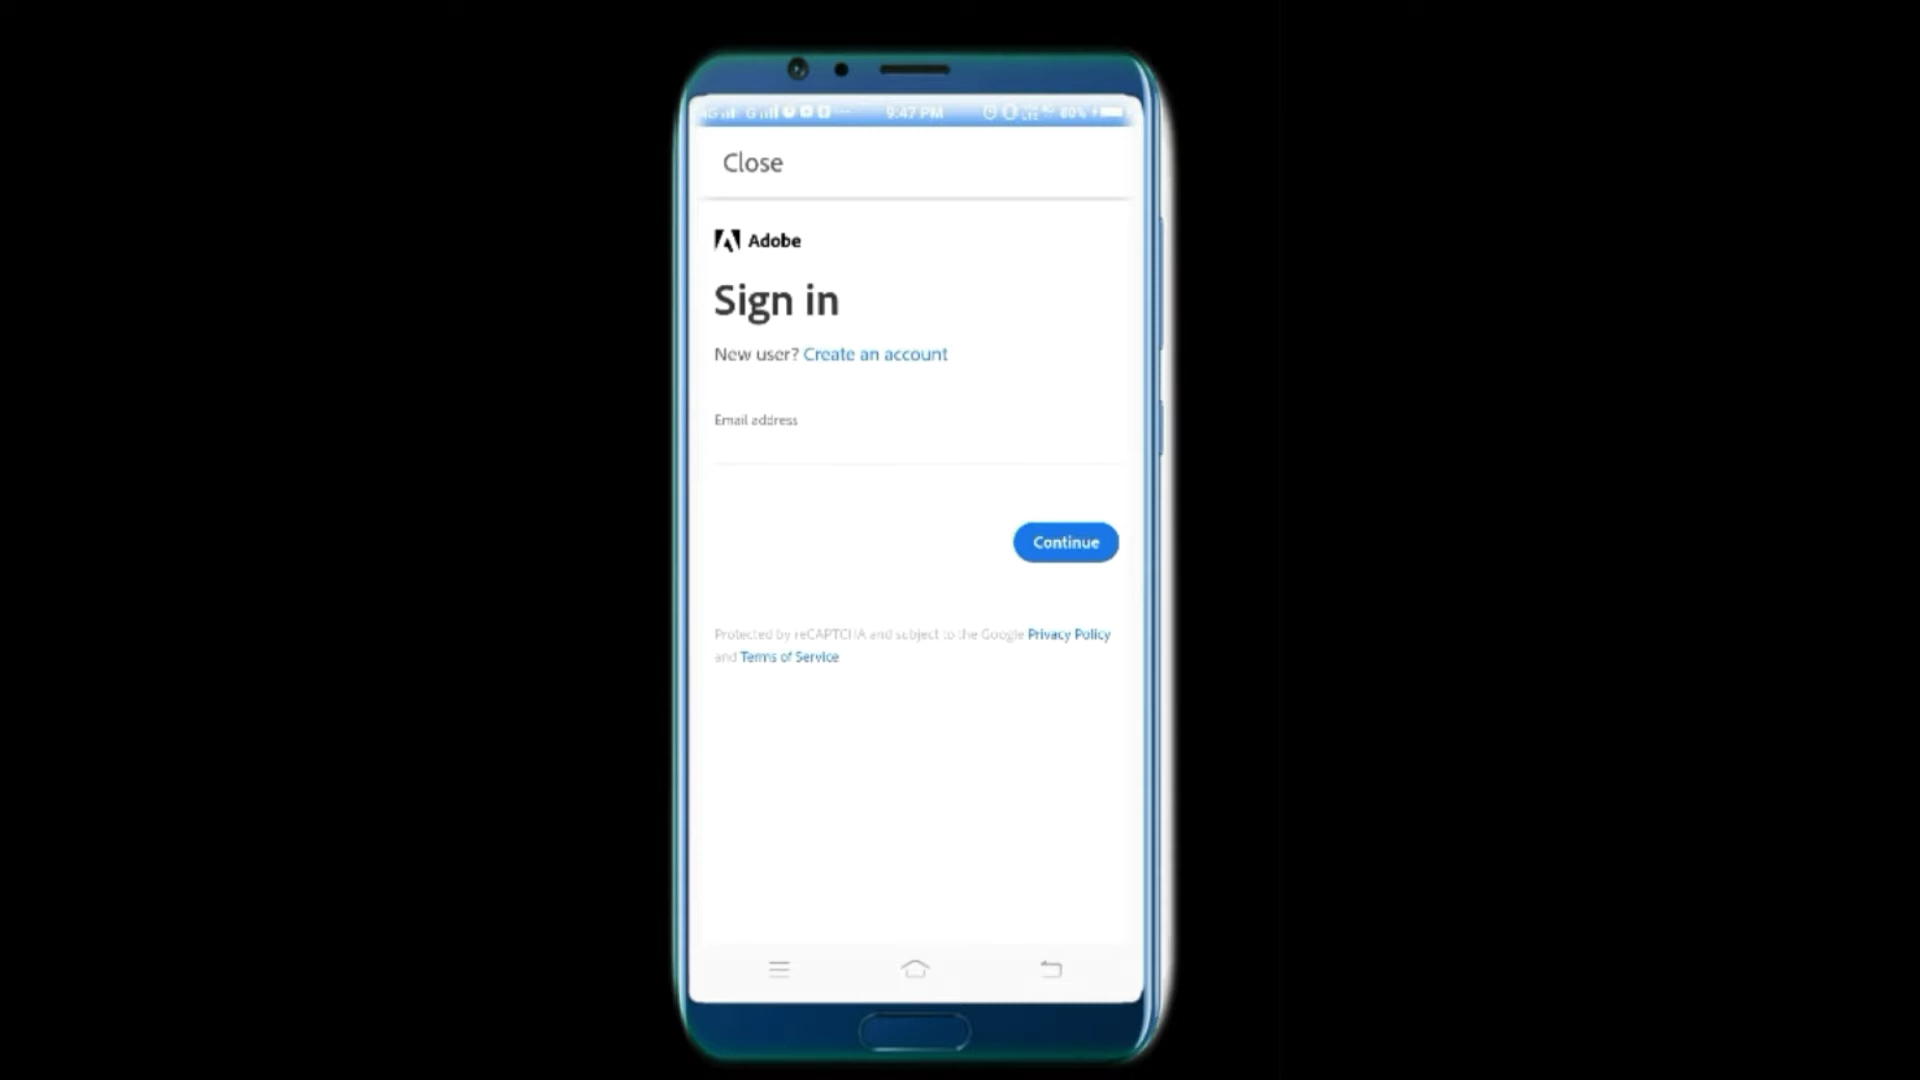 9:47 PM 80%
Close
Adobe
Sign in
New user? Create an account
Email address
Continue
Protected by reCAPTCHA and subject to the Google Privacy Policy
and Terms of Service